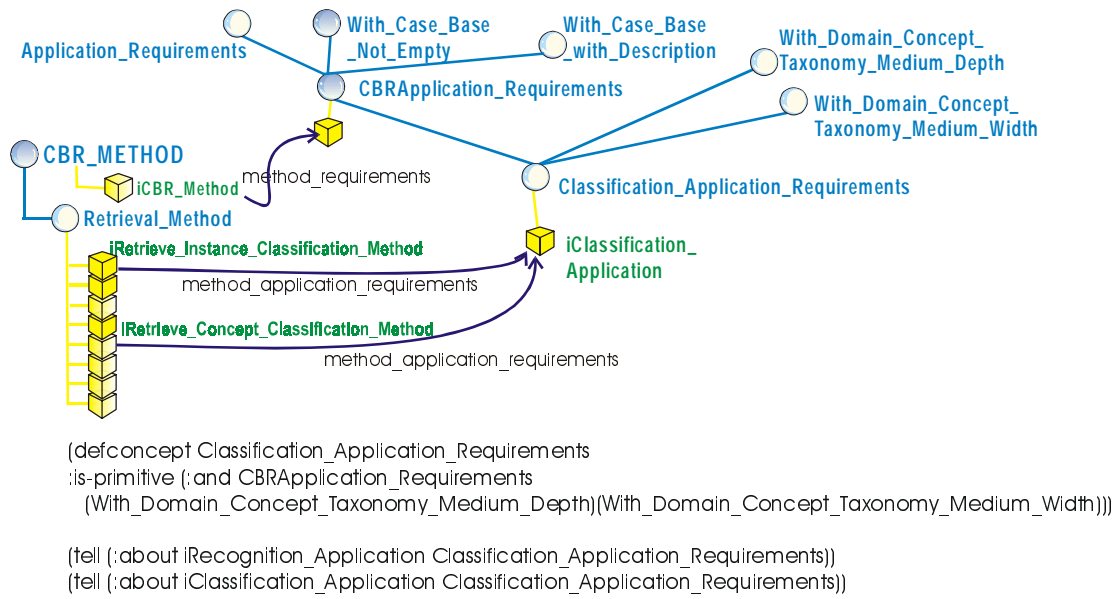 Application_Requirements
With_Case_Base
_Not_Empty
With_Case_Base
_with_Description
With_Domain_Concept_
Taxonomy_Medium_Depth
CBRApplication_Requirements
With_Domain_Concept_
Taxonomy_Medium_Width
CBR_METHOD
iCBR_Method
method_requirements
Classification_Application_Requirements
Retrieval_Method
iRetrieve_Instance_Classification_Method
iClassification_
Application
method_application_requirements
iRetrieve_Concept_Classification_Method
method_application_requirements
(defconcept Classification_Application_Requirements
:is-primitive (:and CBRApplication_Requirements
(With_Domain_Concept_Taxonomy_Medium_Depth)(With_Domain_Concept_Taxonomy_Medium_Width)))
(tell (:about iRecognition_Application Classification_Application_Requirements))
(tell (:about iClassification_Application Classification_Application_Requirements))